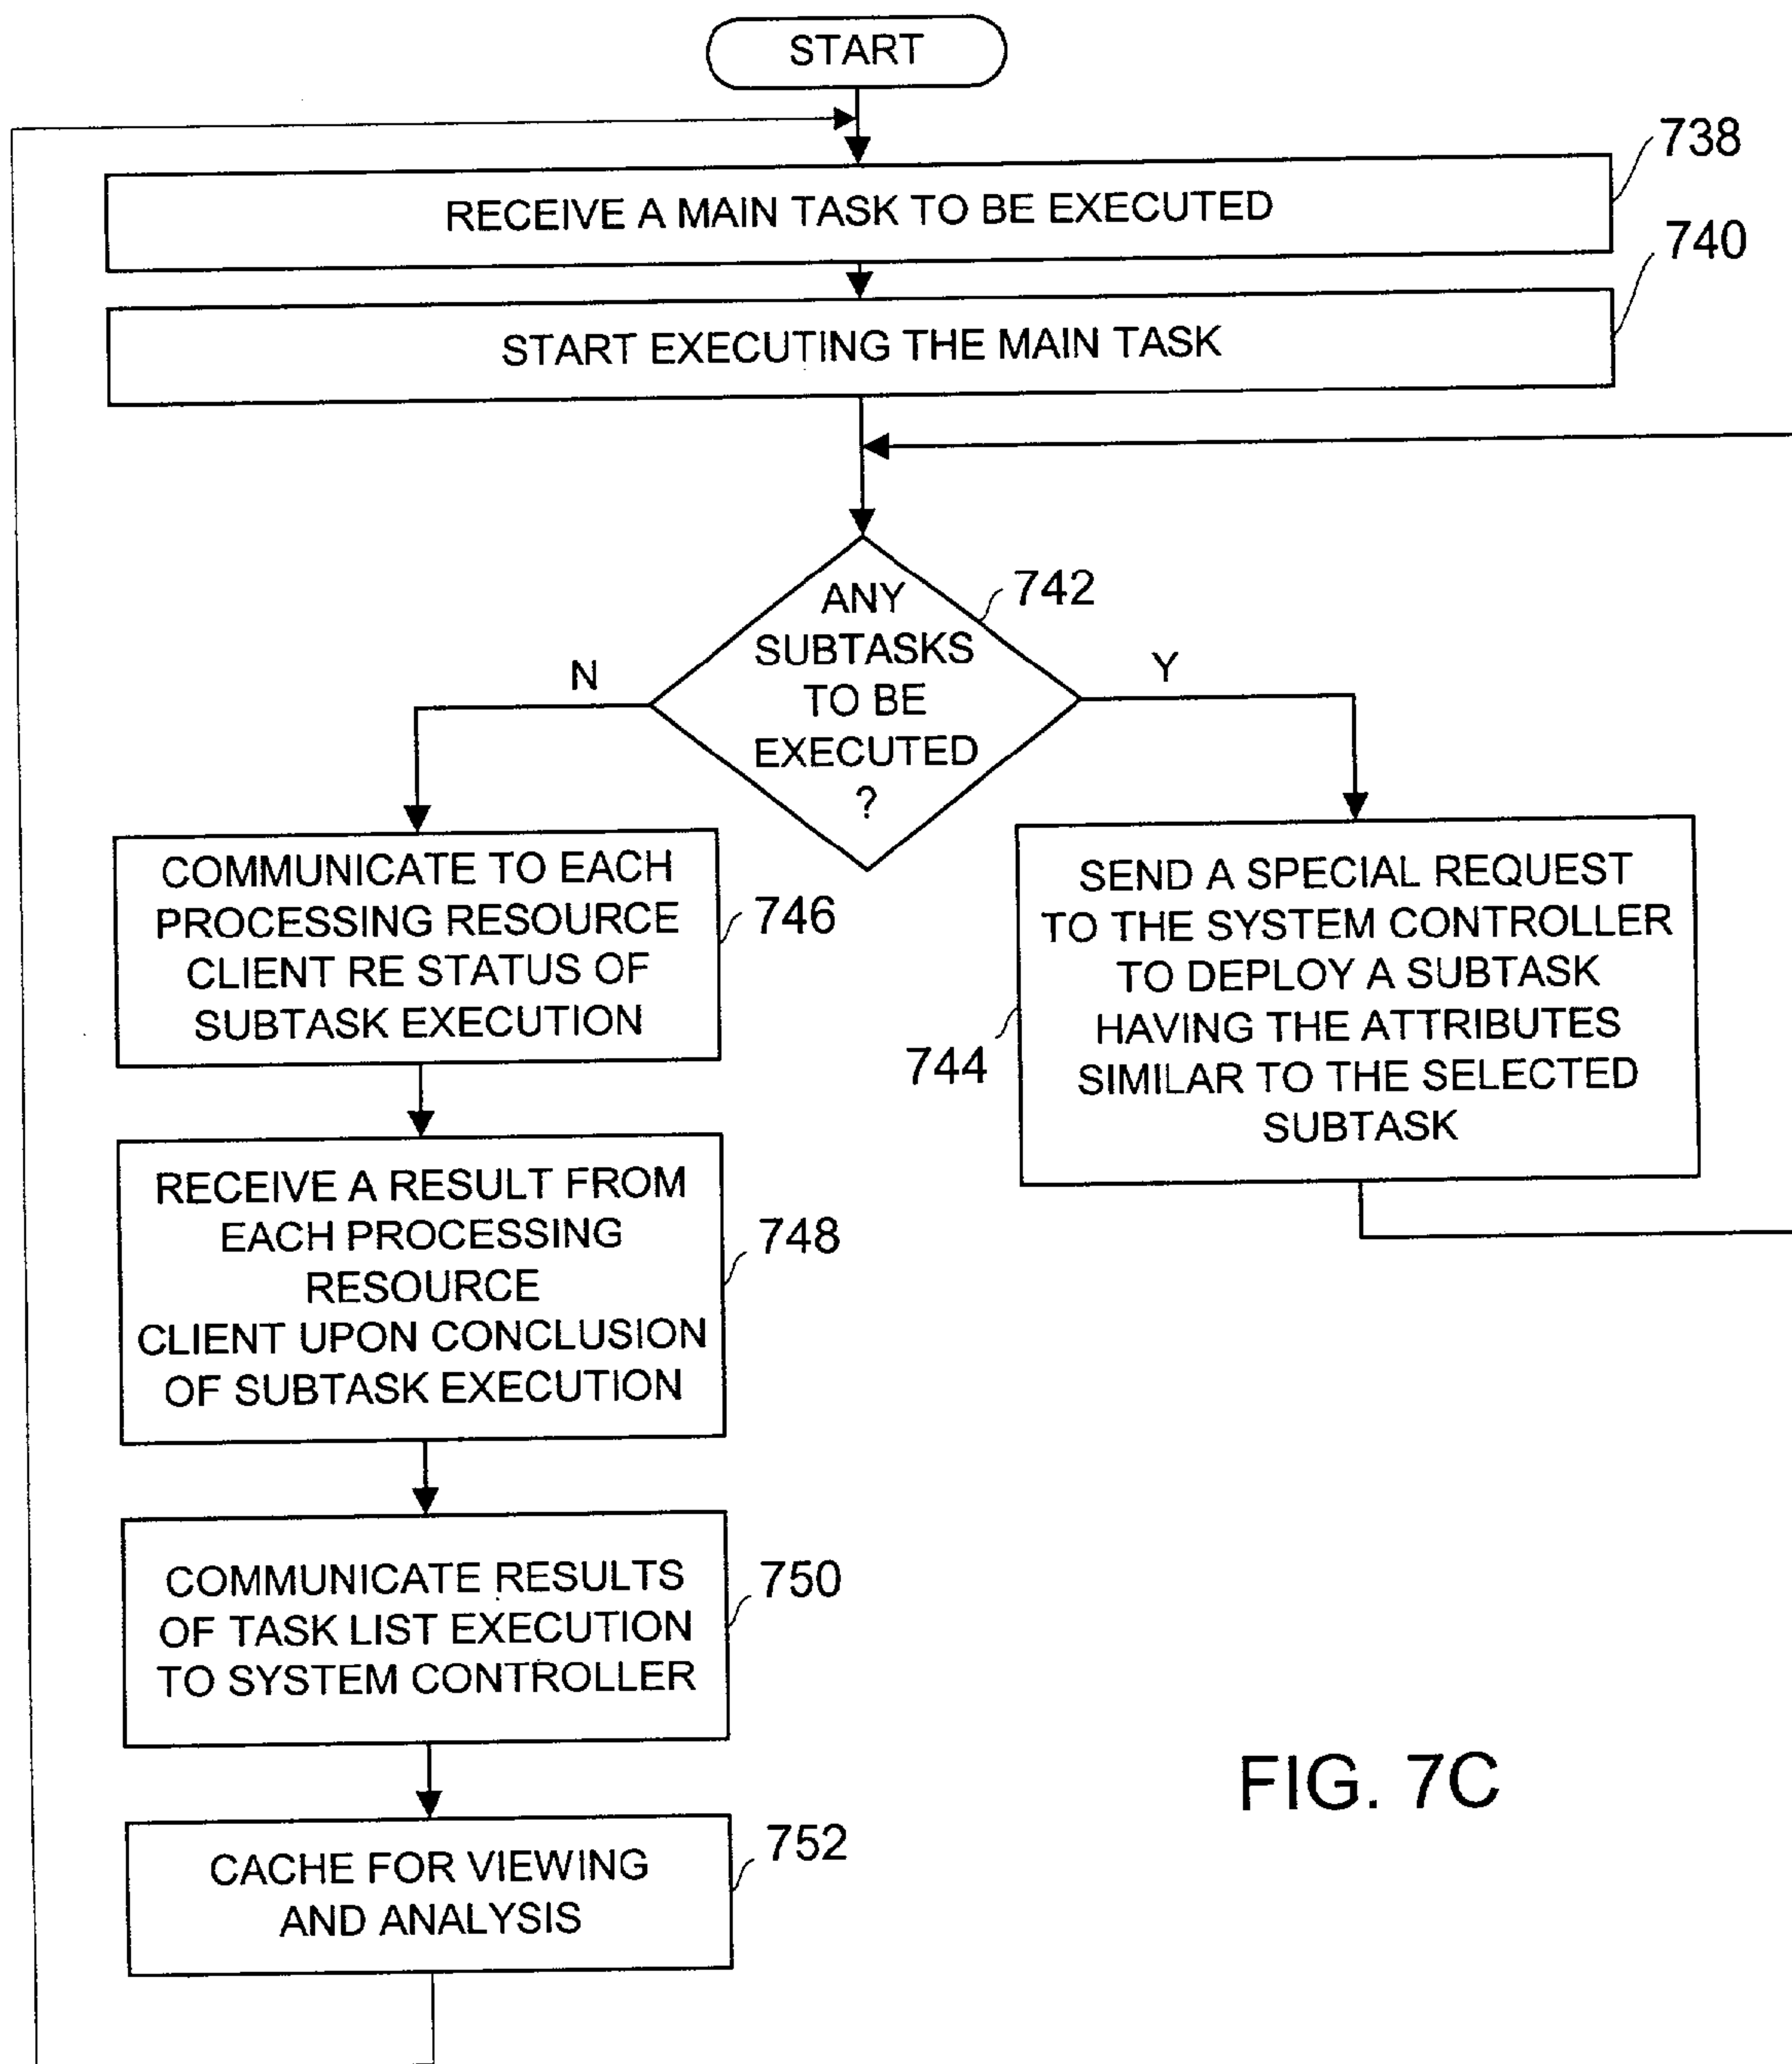 START
738
RECEIVE A MAIN TASK TO BE EXECUTED
740
START EXECUTING THE MAIN TASK
742
ANY
SUBTASKS
TO BE
EXECUTED
?
N
Y
COMMUNICATE TO EACH
PROCESSING RESOURCE
CLIENT RE STATUS OF
SUBTASK EXECUTION
746
SEND A SPECIAL REQUEST
TO THE SYSTEM CONTROLLER
TO DEPLOY A SUBTASK
HAVING THE ATTRIBUTES
SIMILAR TO THE SELECTED
SUBTASK
744
RECEIVE A RESULT FROM
EACH PROCESSING
RESOURCE
CLIENT UPON CONCLUSION
OF SUBTASK EXECUTION
748
COMMUNICATE RESULTS
OF TASK LIST EXECUTION
TO SYSTEM CONTROLLER
750
CACHE FOR VIEWING
AND ANALYSIS
752
FIG. 7C